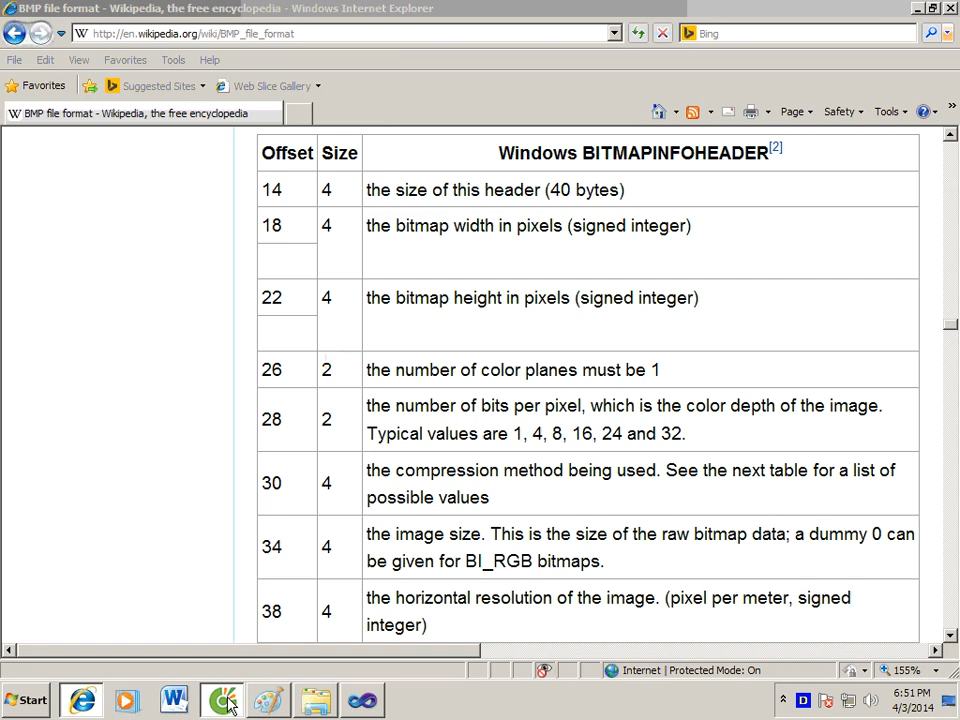 BMP file format - Wikipedia, the free encyclopedia - Windows Internet Explorer
W http://en.wikipedia.org/wiki/BMP_file_format
Bing
File Edit View Favorites Tools Help
Favorites Suggested Sites Web Slice Gallery
W BMP file format - Wikipedia, the free encyclopedia
Page Safety Tools »
Offset Size Windows BITMAPINFOHEADER[2]
14 4 the size of this header (40 bytes)
18 4 the bitmap width in pixels (signed integer)
22 4 the bitmap height in pixels (signed integer)
26 2 the number of color planes must be 1
28 2 the number of bits per pixel, which is the color depth of the image.
Typical values are 1, 4, 8, 16, 24 and 32.
30 4 the compression method being used. See the next table for a list of
possible values
34 4 the image size. This is the size of the raw bitmap data; a dummy 0 can
be given for BI_RGB bitmaps.
38 4 the horizontal resolution of the image. (pixel per meter, signed
integer)
Internet | Protected Mode: On
155%
Start
W
D
6:51 PM
4/3/2014